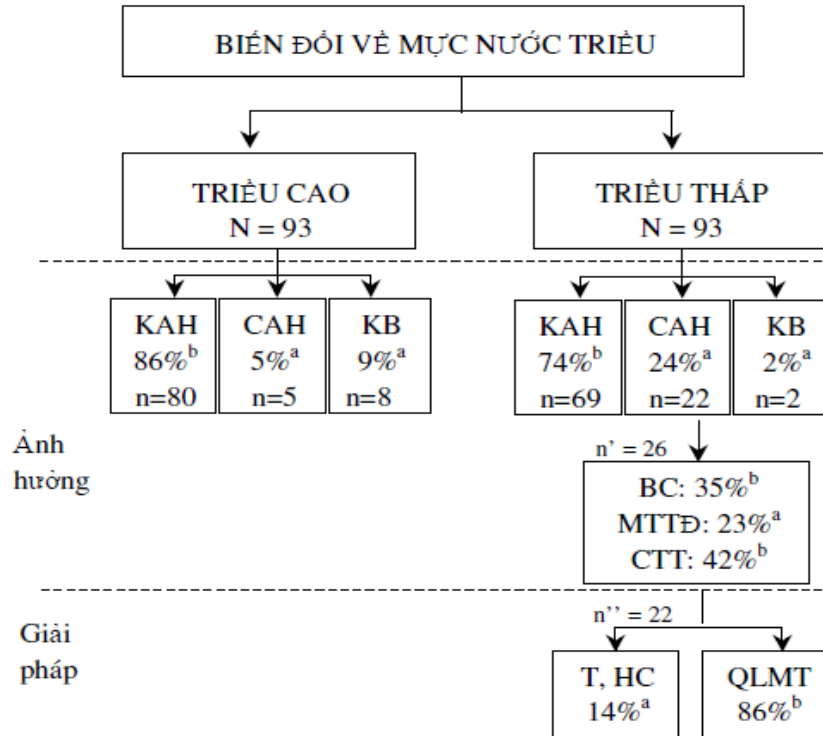 BIẾN ĐỔI VỀ MỰC NƯỚC TRIỀU
TRIỀU CAO
N = 93
TRIỀU THẤP
N = 93
KAH
86%ᵇ
n=80
CAH
5%ᵃ
n=5
KB
9%ᵃ
n=8
KAH
74%ᵇ
n=69
CAH
24%ᵃ
n=22
KB
2%ᵃ
n=2
Ảnh
hưởng
n' = 26
BC: 35%ᵇ
MTTĐ: 23%ᵃ
CTT: 42%ᵇ
Giải
pháp
n'' = 22
T, HC
14%ᵃ
QLMT
86%ᵇ